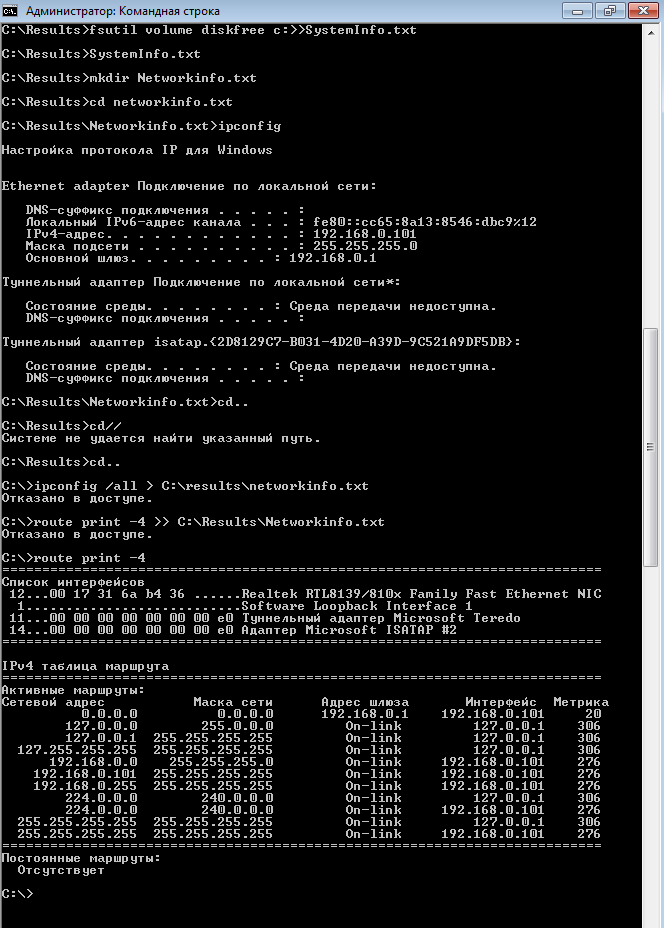 Администратор: Командная строка
C:\Results>fsutil volume diskfree c:>>SystemInfo.txt
C:\Results>SystemInfo.txt
C:\Results>mkdir Networkinfo.txt
C:\Results>cd networkinfo.txt
C:\Results\Networkinfo.txt>ipconfig
Настройка протокола IP для Windows
Ethernet adapter Подключение по локальной сети:
DNS-суффикс подключения . . . . . :
Локальный IPv6-адрес канала . . . : fe80::cc65:8a13:8546:dbc9%12
IPv4-адрес. . . . . . . . . . . . : 192.168.0.101
Маска подсети . . . . . . . . . . : 255.255.255.0
Основной шлюз. . . . . . . . . : 192.168.0.1
Туннельный адаптер Подключение по локальной сети*:
Состояние среды. . . . . . . . : Среда передачи недоступна.
DNS-суффикс подключения . . . . . :
Туннельный адаптер isatap.{2D8129C7-B031-4D20-A39D-9C521A9DF5DB}:
Состояние среды. . . . . . . . : Среда передачи недоступна.
DNS-суффикс подключения . . . . . :
C:\Results\Networkinfo.txt>cd..
C:\Results>cd//
Системе не удается найти указанный путь.
C:\Results>cd..
C:\>ipconfig /all > C:\results\networkinfo.txt
Отказано в доступе.
C:\>route print -4 >> C:\Results\Networkinfo.txt
Отказано в доступе.
C:\>route print -4
===========================================================================
Список интерфейсов
12...00 17 31 6a b4 36 ......Realtek RTL8139/810x Family Fast Ethernet NIC
1...........................Software Loopback Interface 1
11...00 00 00 00 00 00 00 e0 Туннельный адаптер Microsoft Teredo
14...00 00 00 00 00 00 00 e0 Адаптер Microsoft ISATAP #2
===========================================================================
IPv4 таблица маршрута
===========================================================================
Активные маршруты:
Сетевой адрес Маска сети Адрес шлюза Интерфейс Метрика
0.0.0.0 0.0.0.0 192.168.0.1 192.168.0.101 20
127.0.0.0 255.0.0.0 On-link 127.0.0.1 306
127.0.0.1 255.255.255.255 On-link 127.0.0.1 306
127.255.255.255 255.255.255.255 On-link 127.0.0.1 306
192.168.0.0 255.255.255.0 On-link 192.168.0.101 276
192.168.0.101 255.255.255.255 On-link 192.168.0.101 276
192.168.0.255 255.255.255.255 On-link 192.168.0.101 276
224.0.0.0 240.0.0.0 On-link 127.0.0.1 306
224.0.0.0 240.0.0.0 On-link 192.168.0.101 276
255.255.255.255 255.255.255.255 On-link 127.0.0.1 306
255.255.255.255 255.255.255.255 On-link 192.168.0.101 276
===========================================================================
Постоянные маршруты:
Отсутствует
C:\>